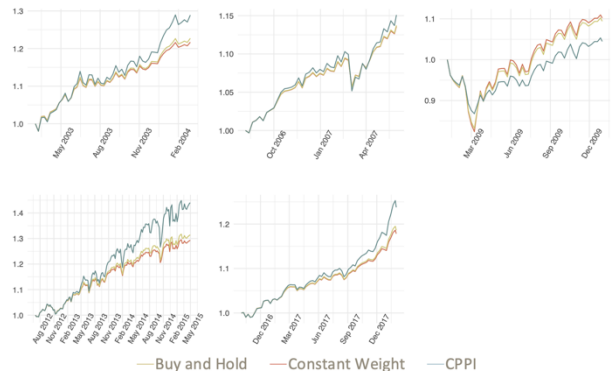 1.3
1.2
1.1
1.0
May 2003
Aug 2003
Nov 2003
Feb 2004
1.15
1.10
1.05
1.00
Oct 2006
Jan 2007
Apr 2007
1.1
1.0
0.9
Mar 2009
Jun 2009
Sep 2009
Dec 2009
1.4
1.3
1.2
1.1
1.0
Aug 2012
Nov 2012
Feb 2013
May 2013
Aug 2013
Nov 2013
Feb 2014
May 2014
Aug 2014
Nov 2014
Feb 2015
May 2015
1.2
1.1
1.0
Dec 2016
Mar 2017
Jun 2017
Sep 2017
Dec 2017
Buy and Hold Constant Weight CPPI